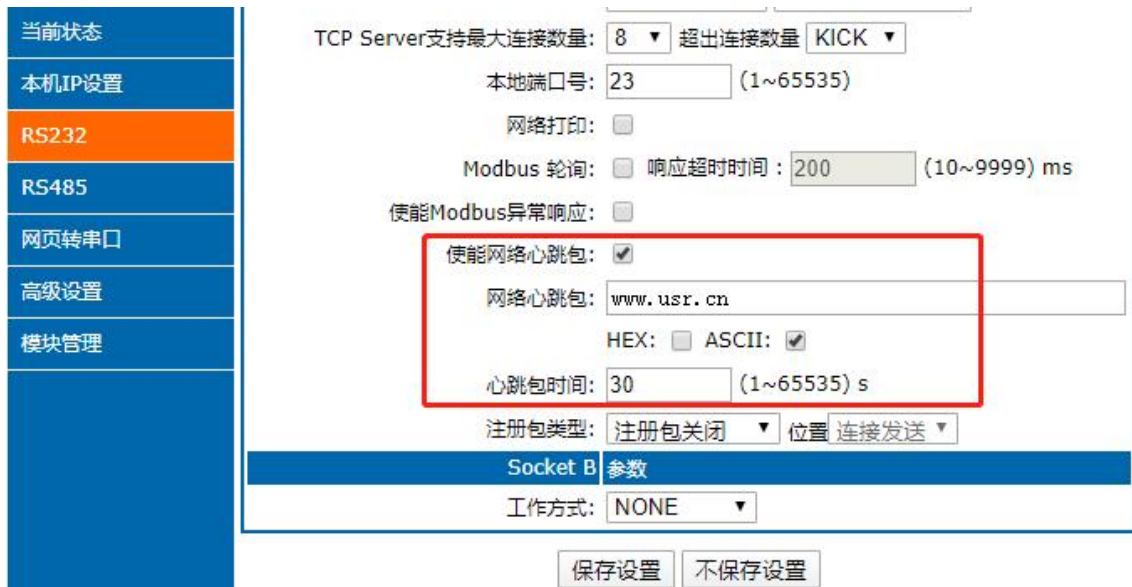 当前状态
本机IP设置
RS232
RS485
网页转串口
高级设置
模块管理
TCP Server支持最大连接数量: 8 超出连接数量 KICK
本地端口号: 23 (1~65535)
网络打印:
Modbus 轮询: 响应超时时间: 200 (10~9999) ms
使能Modbus异常响应:
使能网络心跳包:
网络心跳包: www.usr.cn
HEX: ASCII:
心跳包时间: 30 (1~65535) s
注册包类型: 注册包关闭 位置 连接发送
Socket B 参数
工作方式: NONE
保存设置 不保存设置